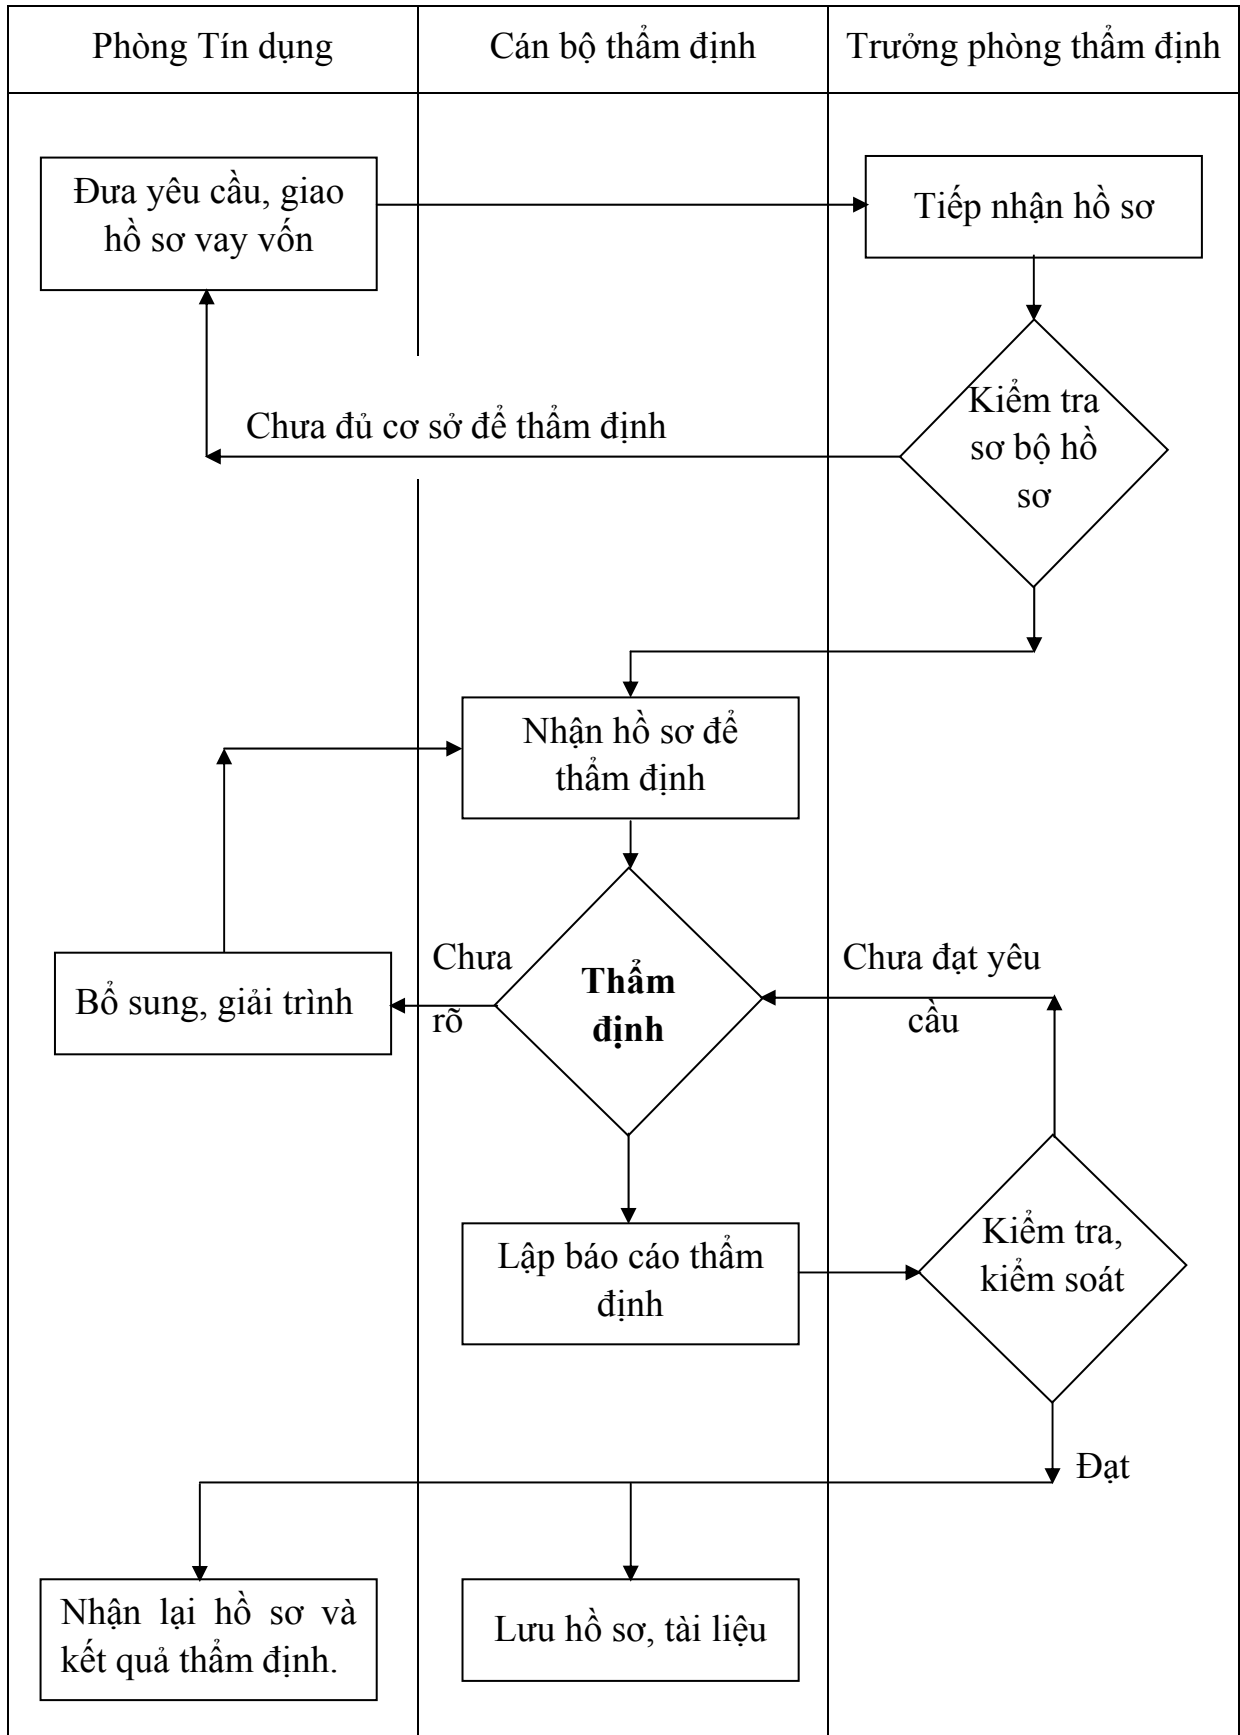 Phòng Tín dụng
Cán bộ thẩm định
Trưởng phòng thẩm định
Đưa yêu cầu, giao
hồ sơ vay vốn
Tiếp nhận hồ sơ
Kiểm tra
sơ bộ hồ
sơ
Chưa đủ cơ sở để thẩm định
Nhận hồ sơ để
thẩm định
Chưa
rõ
Thẩm
định
Chưa đạt yêu
cầu
Bổ sung, giải trình
Lập báo cáo thẩm
định
Kiểm tra,
kiểm soát
Đạt
Nhận lại hồ sơ và
kết quả thẩm định.
Lưu hồ sơ, tài liệu